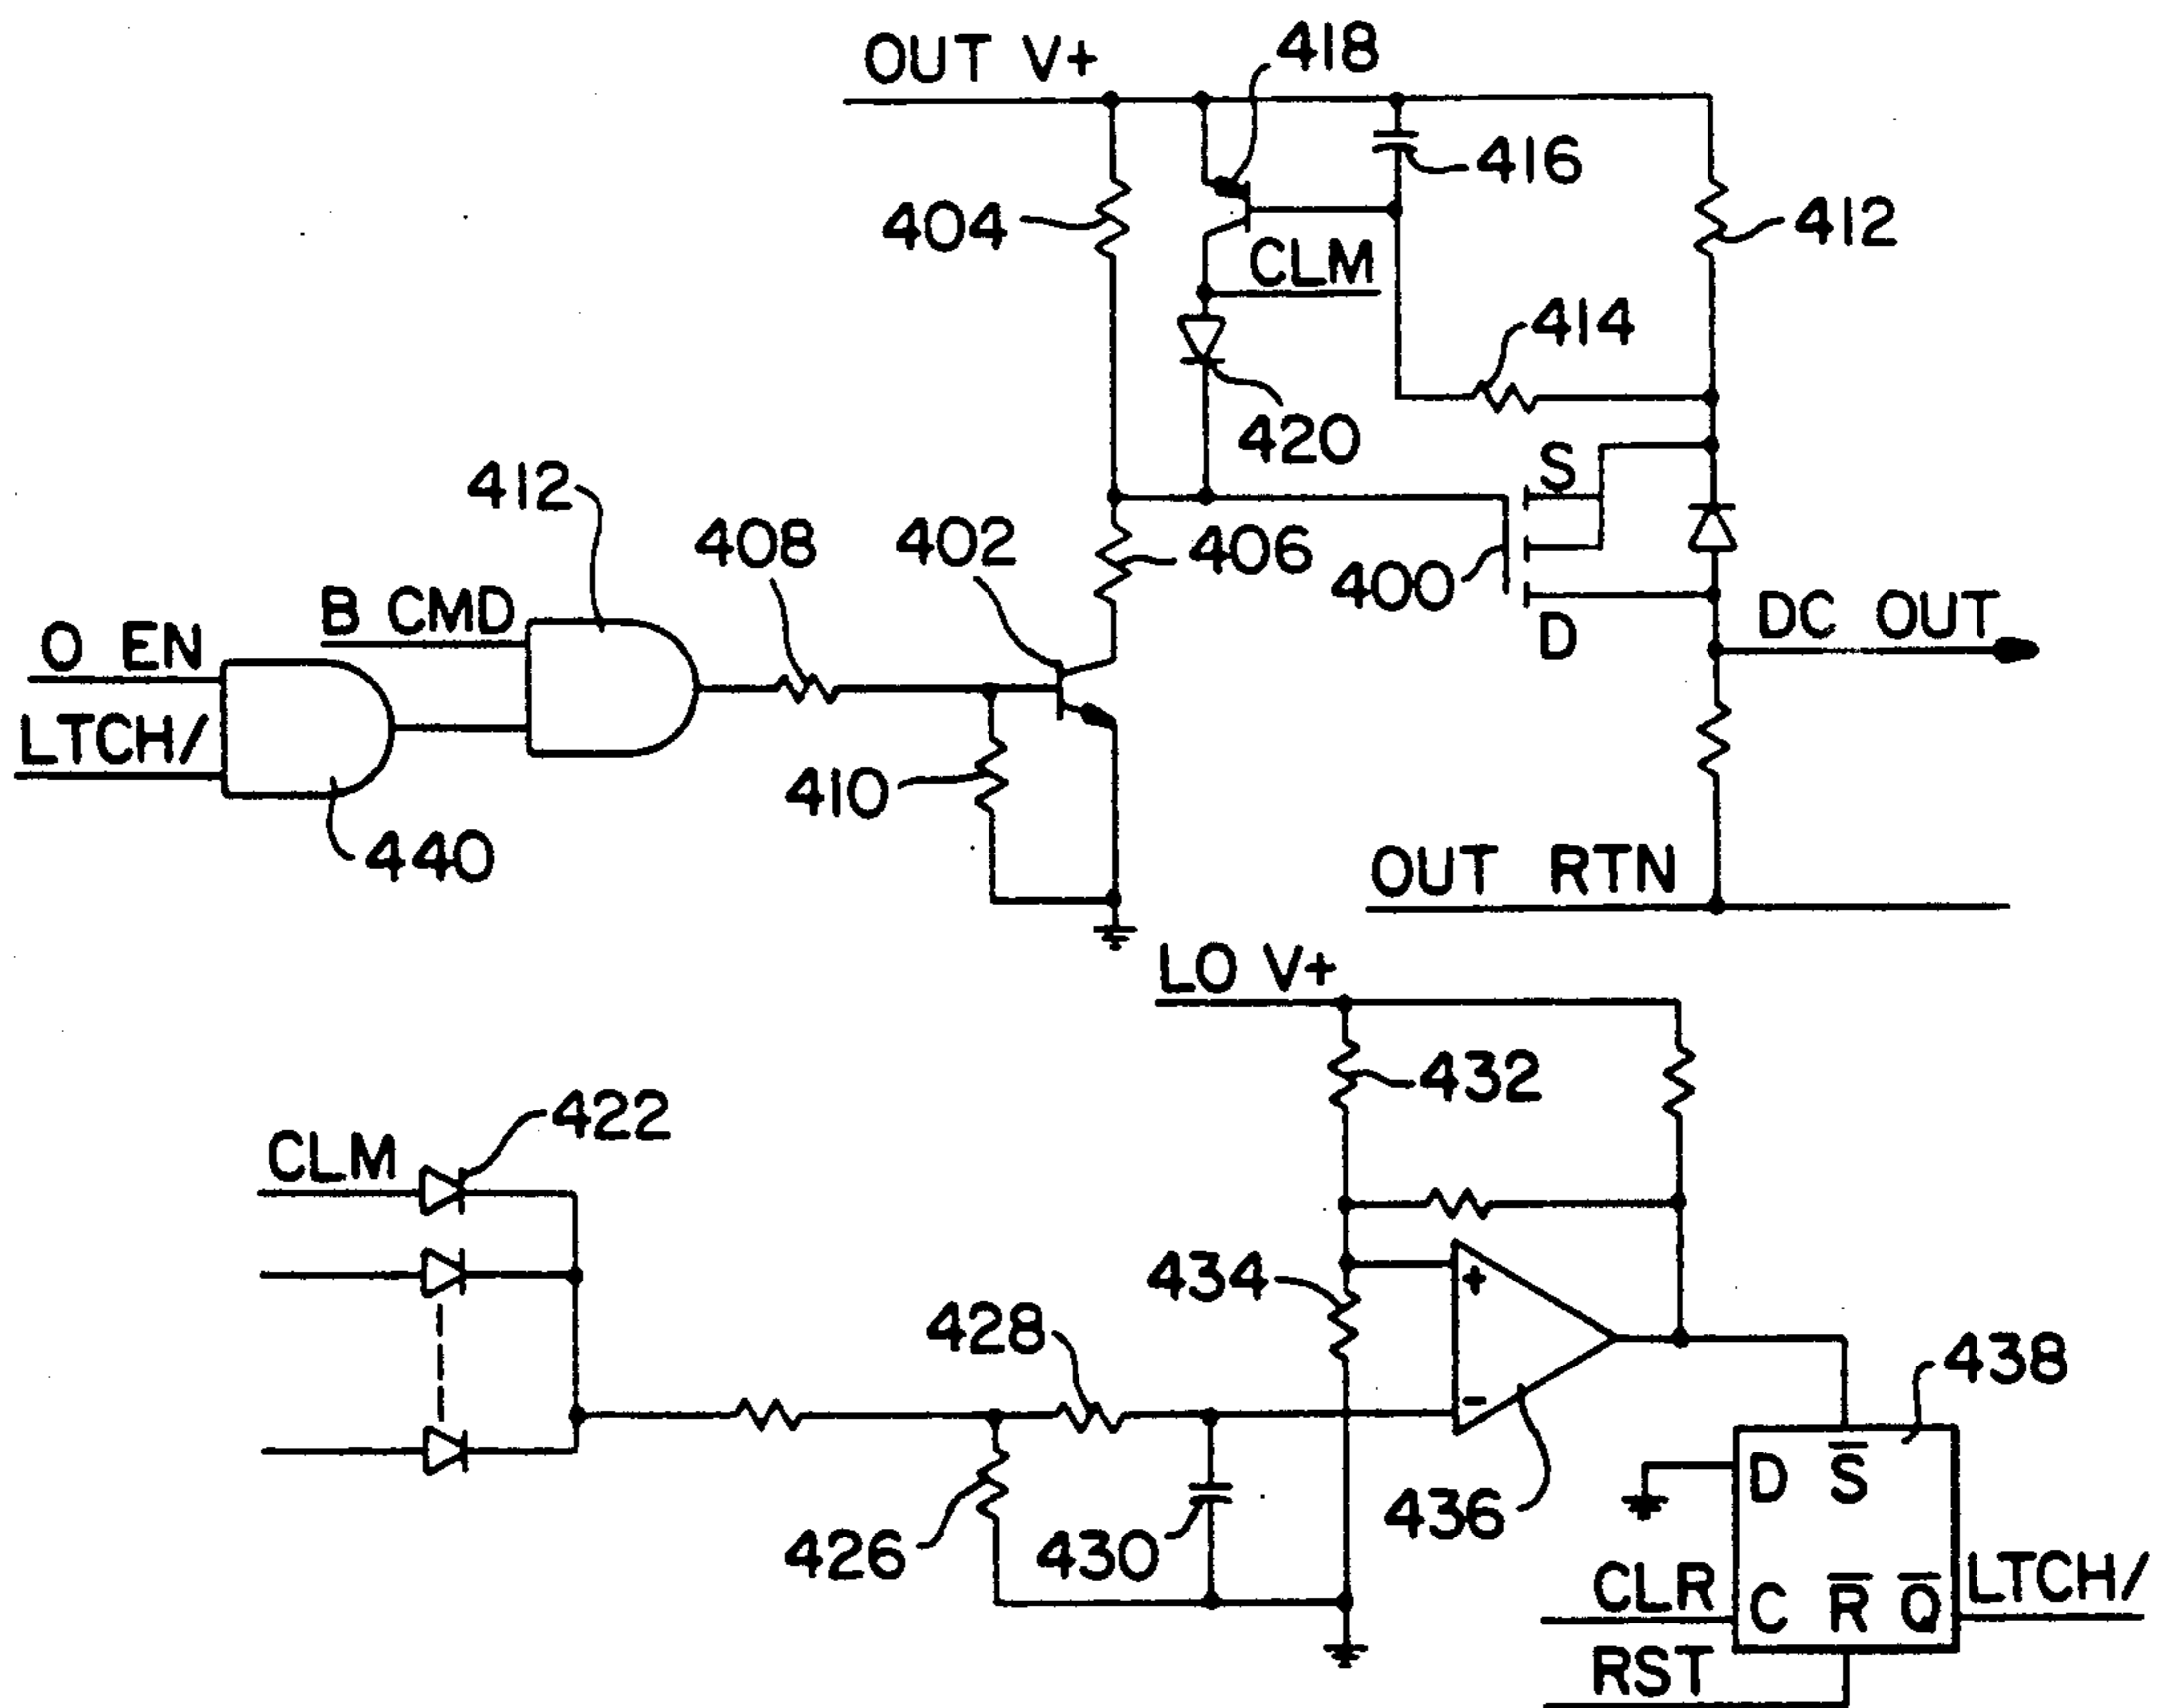 OUT V+
418
416
404
412
CLM
414
420
412
408
402
S
406
400
B CMD
O EN
D
DC OUT
LTCH/
410
440
OUT RTN
LO V+
432
422
CLM
434
+
428
438
-
D S̅
436
426
430
CLR
C R̅ Q̅
LTCH/
RST